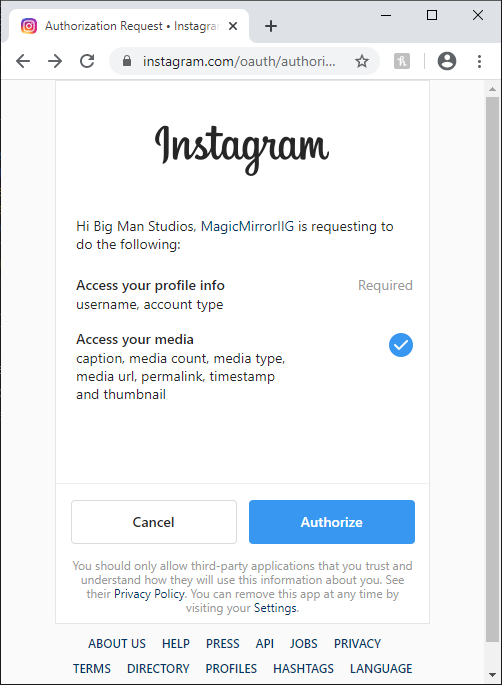 Authorization Request • Instagram
instagram.com/oauth/authori...
Instagram
Hi Big Man Studios, MagicMirrorIIG is requesting to
do the following:
Access your profile info
Required
username, account type
Access your media
caption, media count, media type,
media url, permalink, timestamp
and thumbnail
Cancel
Authorize
You should only allow third-party applications that you trust and
understand how they will use this information about you. See
their Privacy Policy. You can remove this app at any time by
visiting your Settings.
ABOUT US HELP PRESS API JOBS PRIVACY
TERMS DIRECTORY PROFILES HASHTAGS LANGUAGE